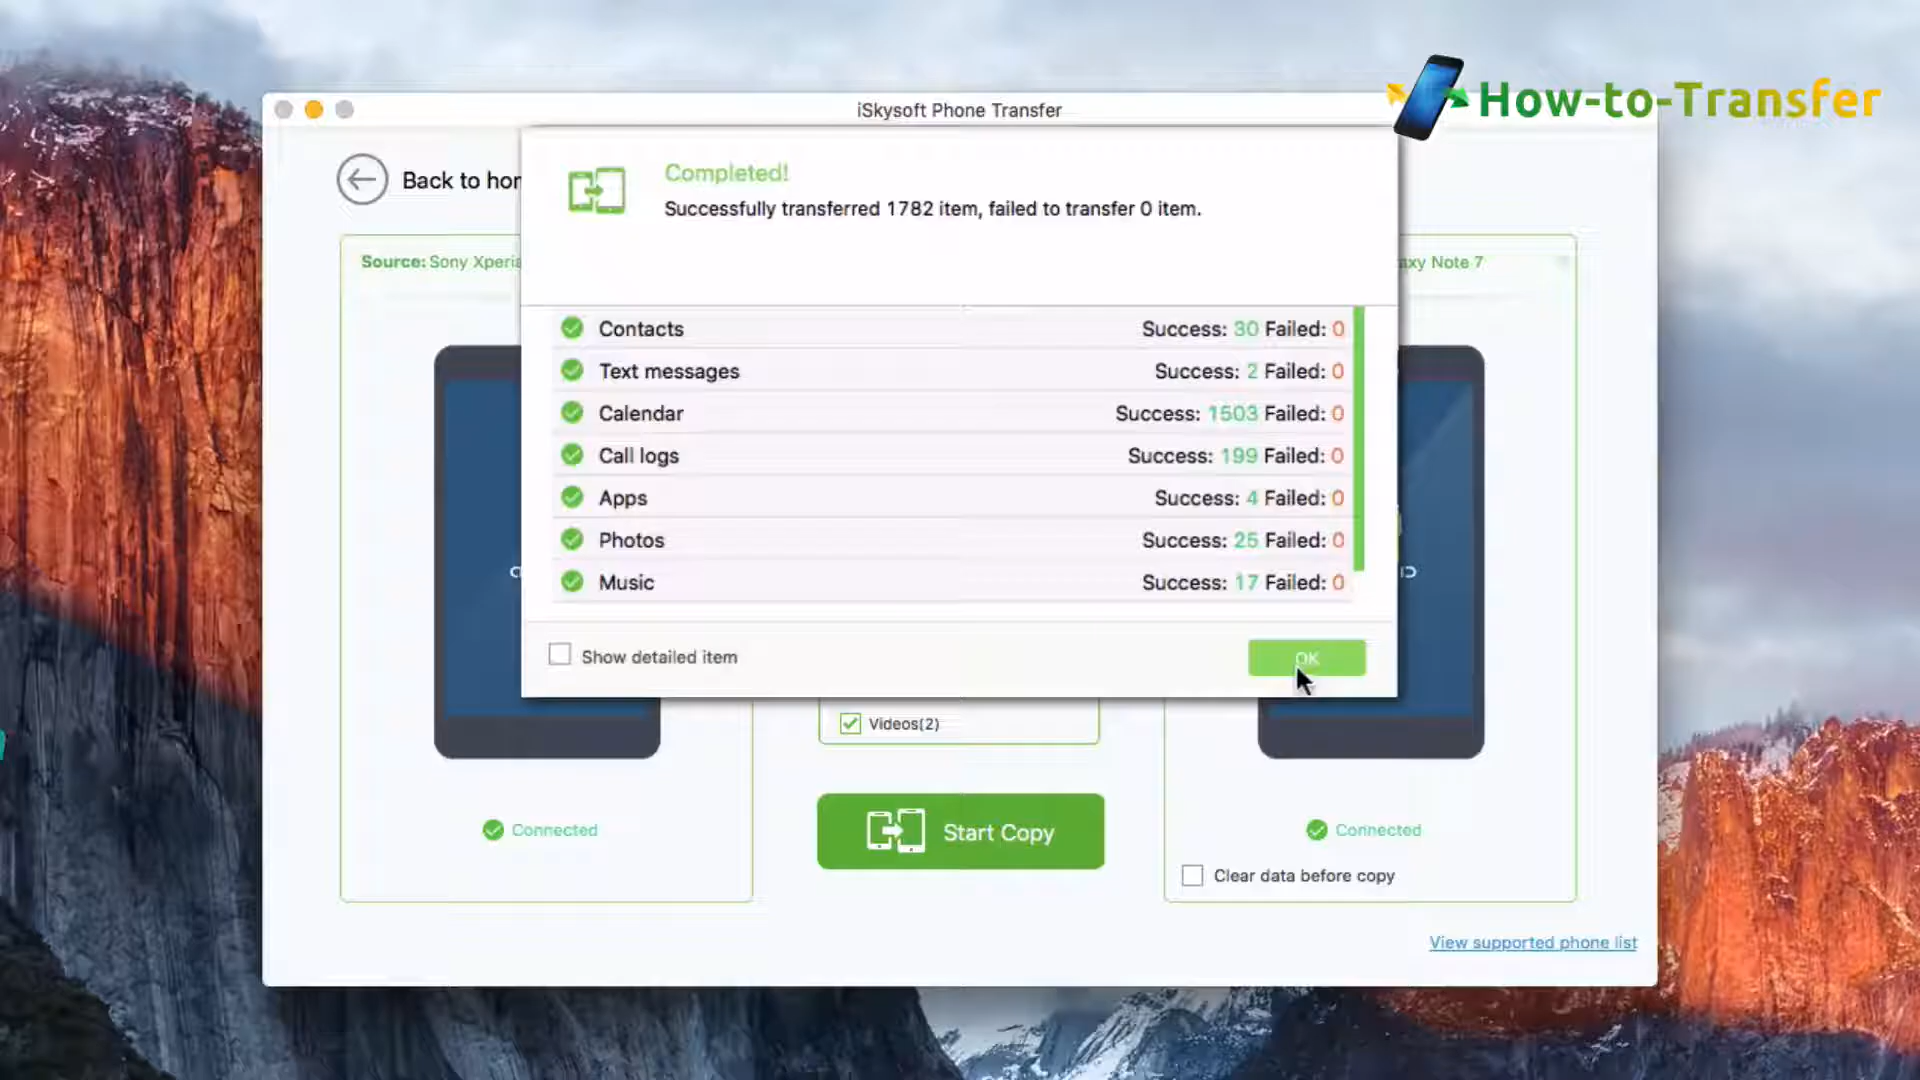 How-to-Transfer
iSkysoft Phone Transfer
Back to hor
Completed!
Successfully transferred 1782 item, failed to transfer 0 item.
Source: Sony Xperia
axy Note 7
Contacts Success: 30 Failed: 0
Text messages Success: 2 Failed: 0
Calendar Success: 1503 Failed: 0
Call logs Success: 199 Failed: 0
Apps Success: 4 Failed: 0
Photos Success: 25 Failed: 0
Music Success: 17 Failed: 0
Show detailed item
OK
Videos(2)
Start Copy
Connected
Connected
Clear data before copy
View supported phone list